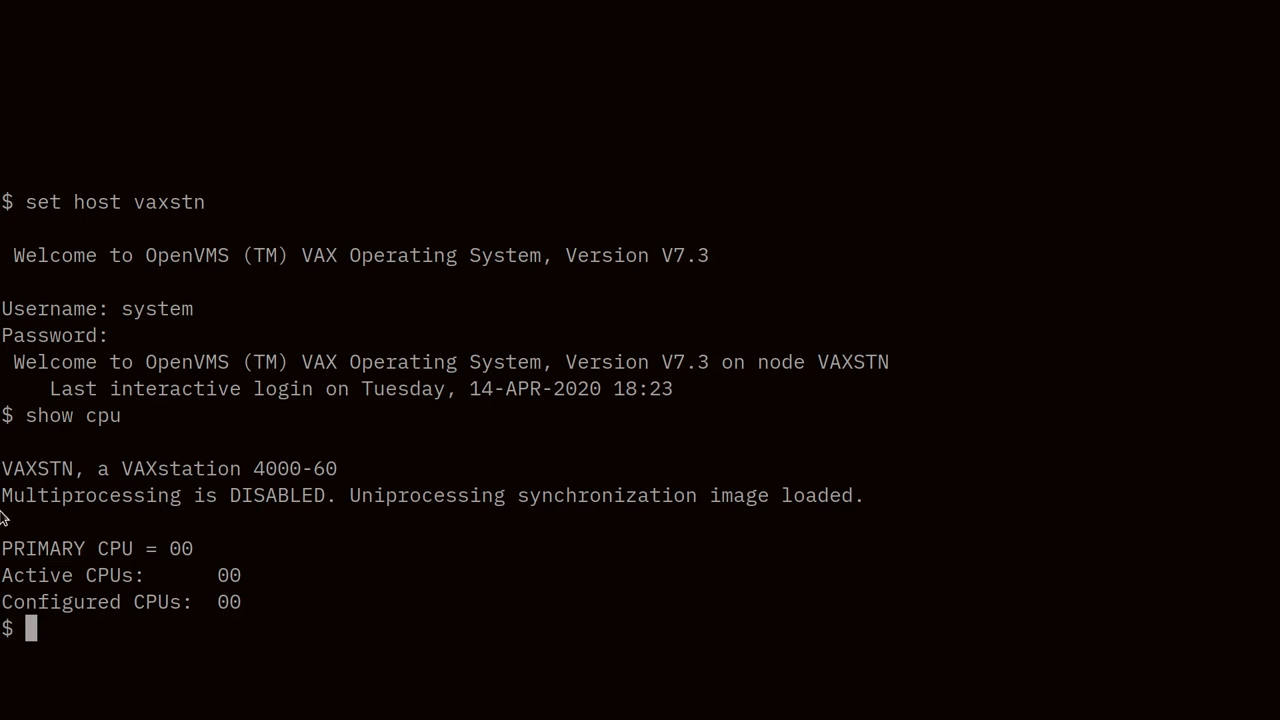 $ set host vaxstn
Welcome to OpenVMS (TM) VAX Operating System, Version V7.3
Username: system
Password:
Welcome to OpenVMS (TM) VAX Operating System, Version V7.3 on node VAXSTN
Last interactive login on Tuesday, 14-APR-2020 18:23
$ show cpu
VAXSTN, a VAXstation 4000-60
Multiprocessing is DISABLED. Uniprocessing synchronization image loaded.
PRIMARY CPU = 00
Active CPUs:      00
Configured CPUs:  00
$